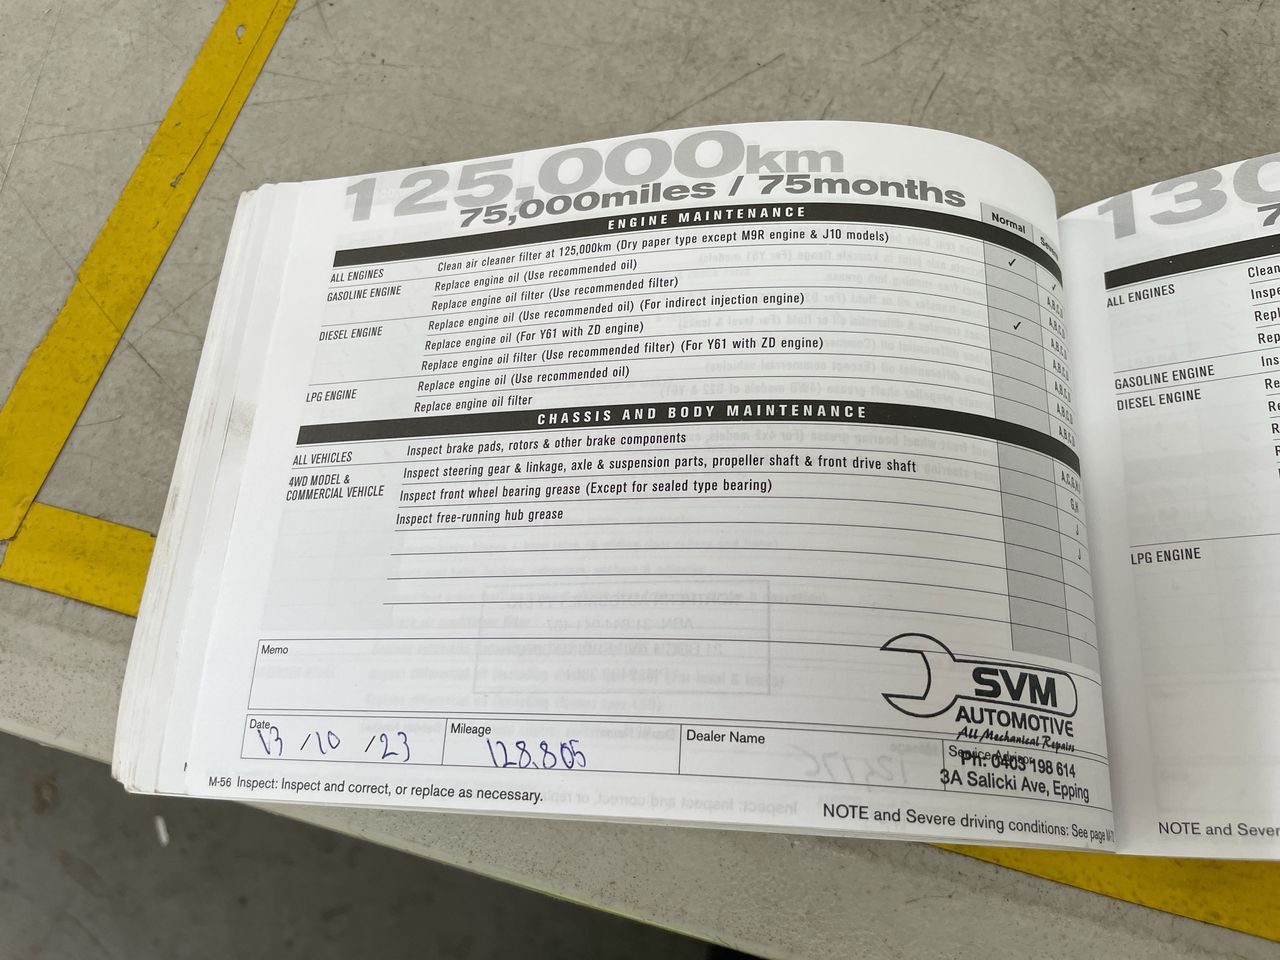 125,000km
75,000miles / 75months
ENGINE MAINTENANCE Normal
ALL ENGINES Clean air cleaner filter at 125,000km (Dry paper type except M9R engine & J10 models) ✓
GASOLINE ENGINE Replace engine oil (Use recommended oil) ✓
Replace engine oil filter (Use recommended filter) A,B,C,D
DIESEL ENGINE Replace engine oil (Use recommended oil) (For indirect injection engine) A,B,C,D
Replace engine oil (For Y61 with ZD engine) ✓ A,B,C,D
Replace engine oil filter (Use recommended filter) (For Y61 with ZD engine) A,B,C,D
LPG ENGINE Replace engine oil (Use recommended oil) A,B,C,D
Replace engine oil filter A,B,C,D
CHASSIS AND BODY MAINTENANCE
ALL VEHICLES Inspect brake pads, rotors & other brake components
4WD MODEL & COMMERCIAL VEHICLE Inspect steering gear & linkage, axle & suspension parts, propeller shaft & front drive shaft
Inspect front wheel bearing grease (Except for sealed type bearing)
Inspect free-running hub grease
Memo
SVM
AUTOMOTIVE
All Mechanical Repairs
Ph: 0403 198 614
3A Salicki Ave, Epping
Date 13/10/23
Mileage 128.805
Dealer Name
Service Advisor
M-56 Inspect: Inspect and correct, or replace as necessary.
NOTE and Severe driving conditions: See page
ALL ENGINES
GASOLINE ENGINE
DIESEL ENGINE
LPG ENGINE
NOTE and